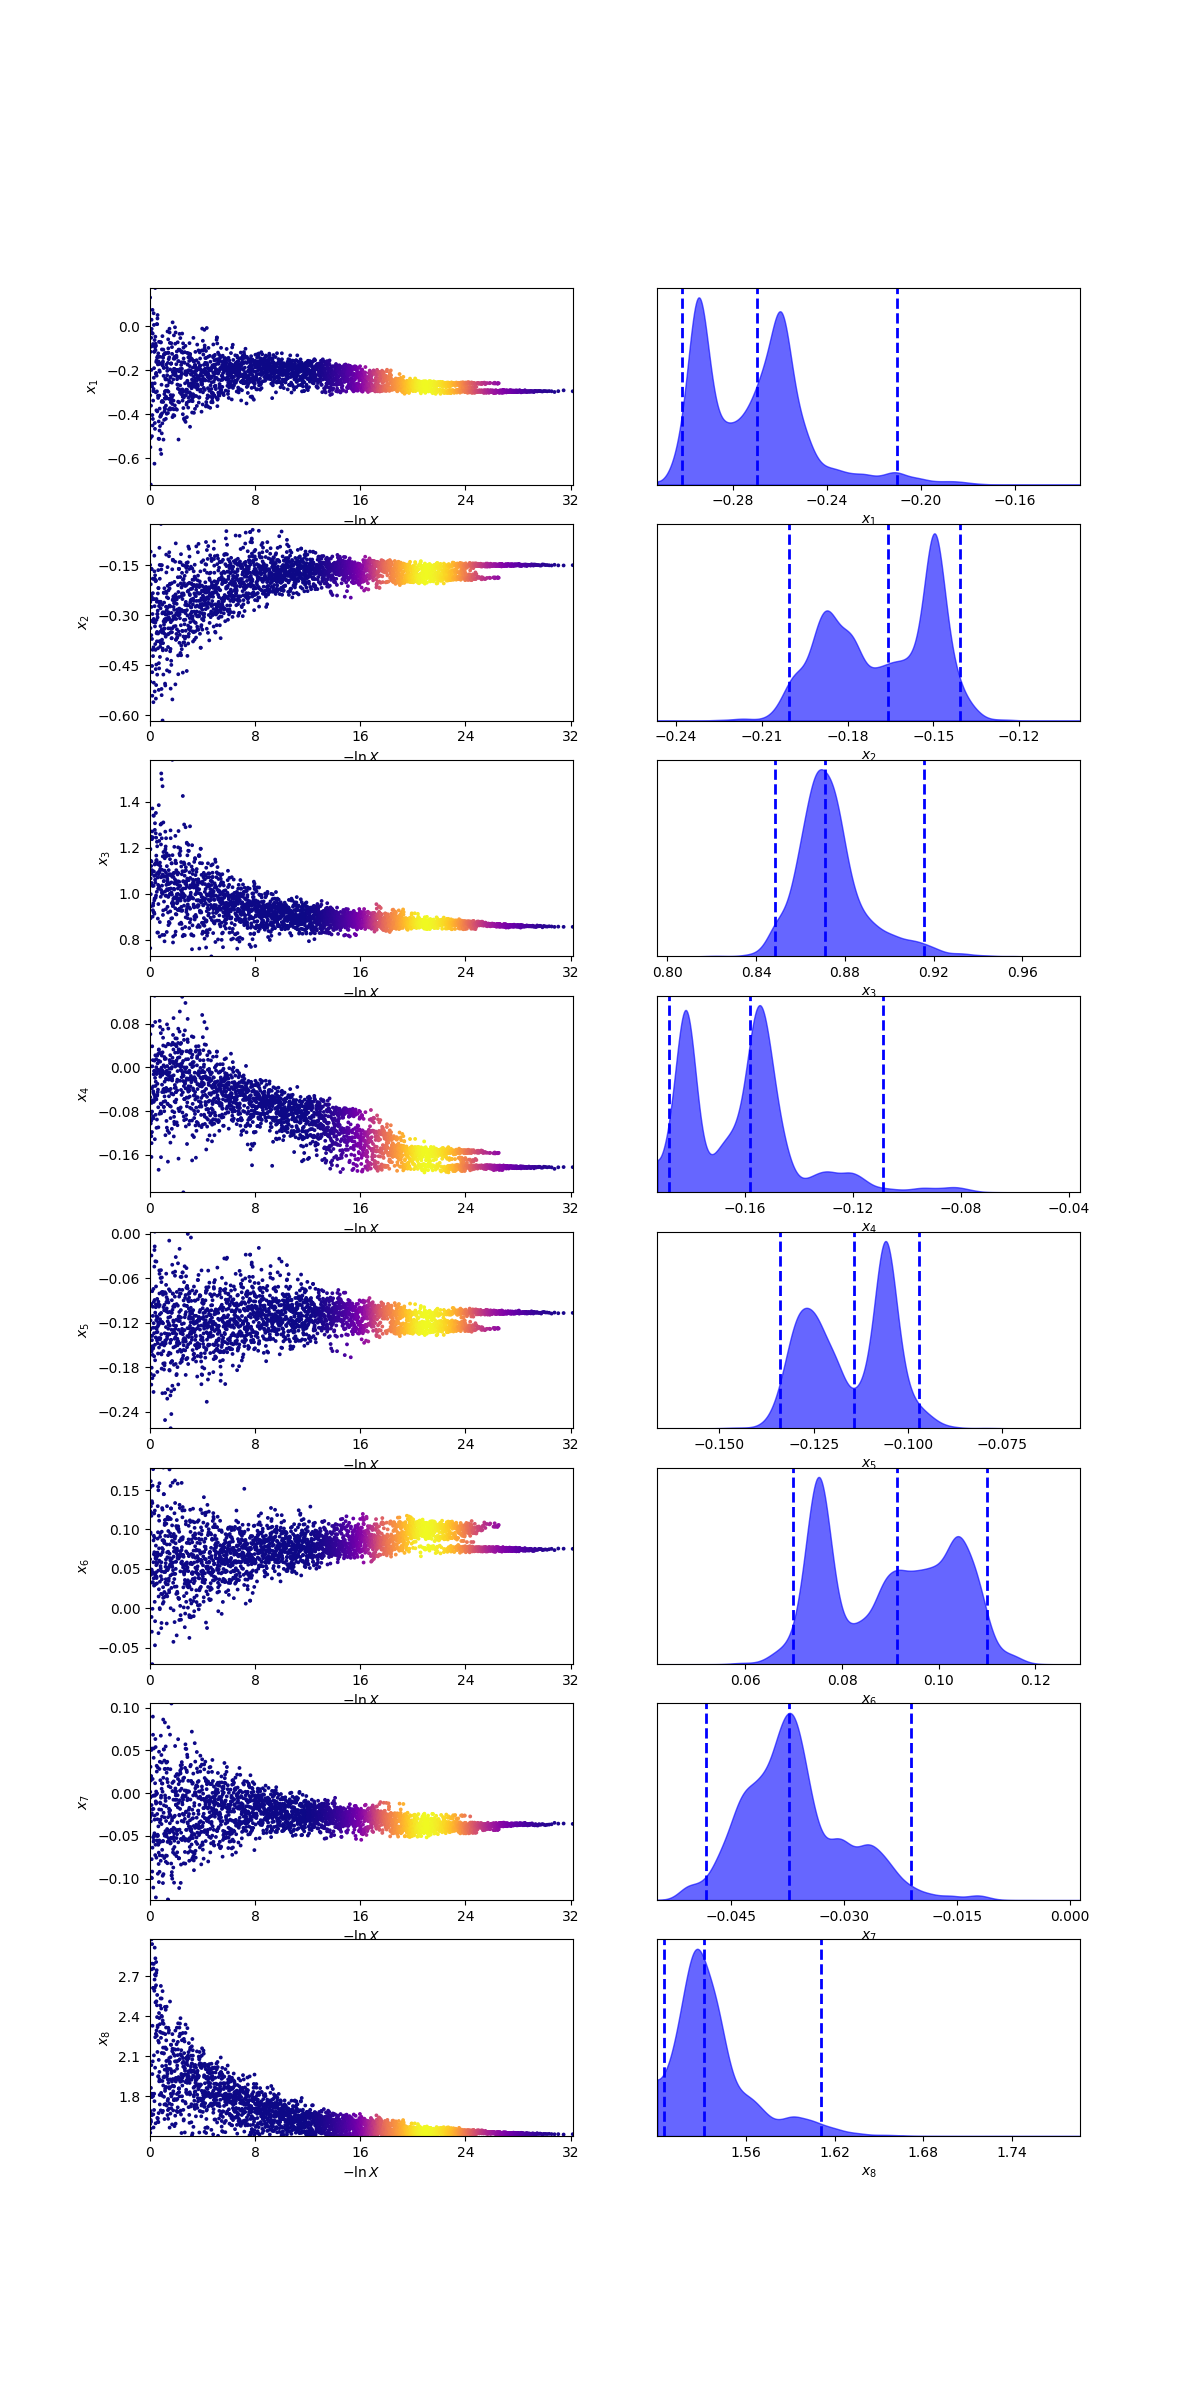 0.0
−0.2
−0.4
−0.6
x₁
0 8 16 24 32
−ln X
−0.28 −0.24 −0.20 −0.16
x₁
−0.15
−0.30
−0.45
−0.60
x₂
0 8 16 24 32
−ln X
−0.24 −0.21 −0.18 −0.15 −0.12
x₂
1.4
1.2
1.0
0.8
x₃
0 8 16 24 32
−ln X
0.80 0.84 0.88 0.92 0.96
x₃
0.08
0.00
−0.08
−0.16
x₄
0 8 16 24 32
−ln X
−0.16 −0.12 −0.08 −0.04
x₄
0.00
−0.06
−0.12
−0.18
−0.24
x₅
0 8 16 24 32
−ln X
−0.150 −0.125 −0.100 −0.075
x₅
0.15
0.10
0.05
0.00
−0.05
x₆
0 8 16 24 32
−ln X
0.06 0.08 0.10 0.12
x₆
0.10
0.05
0.00
−0.05
−0.10
x₇
0 8 16 24 32
−ln X
−0.045 −0.030 −0.015 0.000
x₇
2.7
2.4
2.1
1.8
x₈
0 8 16 24 32
−ln X
1.56 1.62 1.68 1.74
x₈